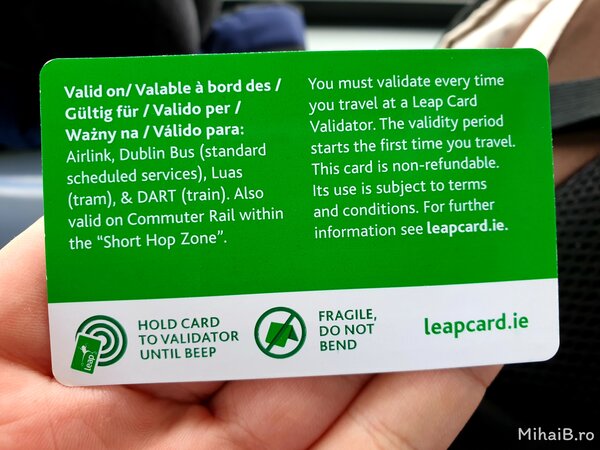 Valid on/ Valable à bord des /
Gültig für / Valido per /
Ważny na / Válido para:
Airlink, Dublin Bus (standard
scheduled services), Luas
(tram), & DART (train). Also
valid on Commuter Rail within
the “Short Hop Zone”.
You must validate every time
you travel at a Leap Card
Validator. The validity period
starts the first time you travel.
This card is non-refundable.
Its use is subject to terms
and conditions. For further
information see leapcard.ie.
Leap
HOLD CARD
TO VALIDATOR
UNTIL BEEP
FRAGILE,
DO NOT
BEND
leapcard.ie
MihaiB.ro